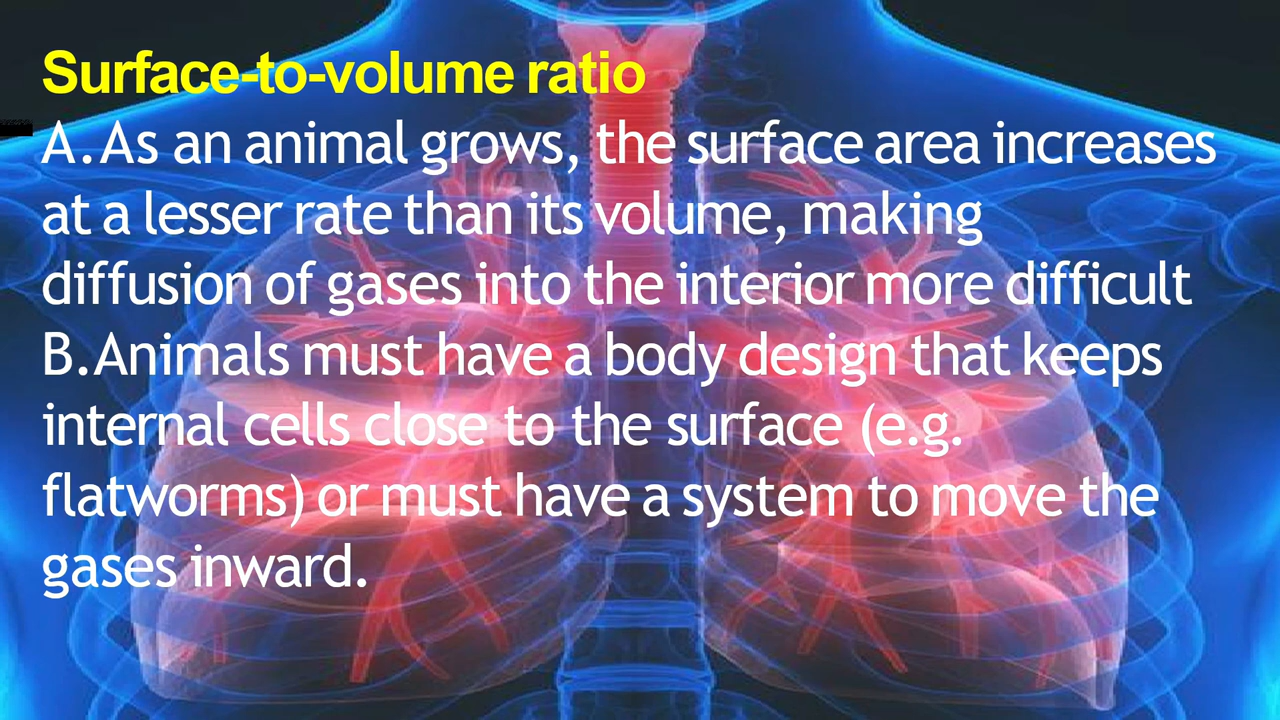 Surface-to-volume ratio
A. As an animal grows, the surface area increases
at a lesser rate than its volume, making
diffusion of gases into the interior more difficult
B. Animals must have a body design that keeps
internal cells close to the surface (e.g.
flatworms) or must have a system to move the
gases inward.